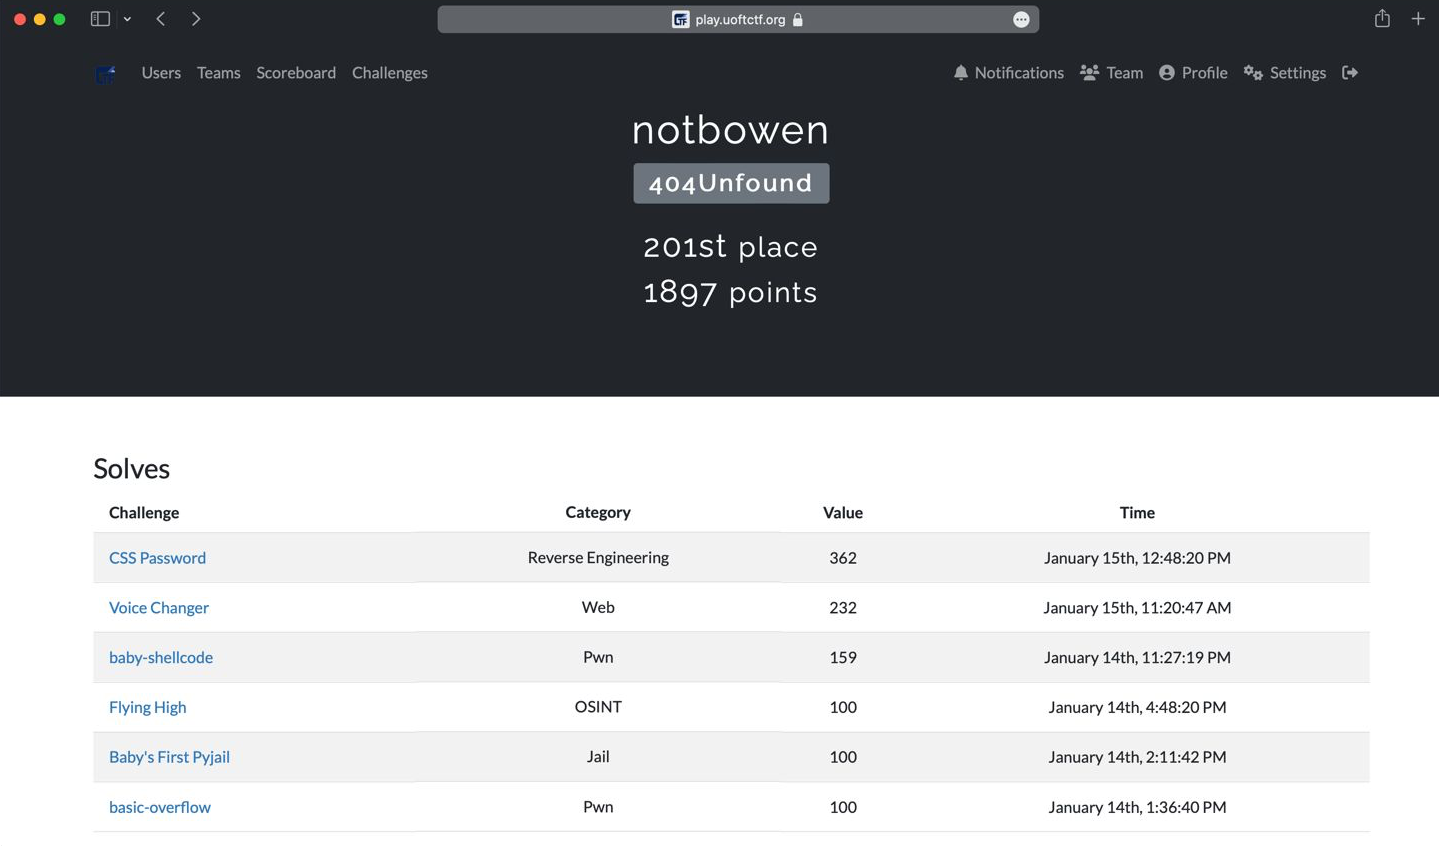 play.uoftctf.org
Users Teams Scoreboard Challenges Notifications Team Profile Settings
notbowen
404Unfound
201st place
1897 points
Solves
Challenge Category Value Time
CSS Password Reverse Engineering 362 January 15th, 12:48:20 PM
Voice Changer Web 232 January 15th, 11:20:47 AM
baby-shellcode Pwn 159 January 14th, 11:27:19 PM
Flying High OSINT 100 January 14th, 4:48:20 PM
Baby's First Pyjail Jail 100 January 14th, 2:11:42 PM
basic-overflow Pwn 100 January 14th, 1:36:40 PM